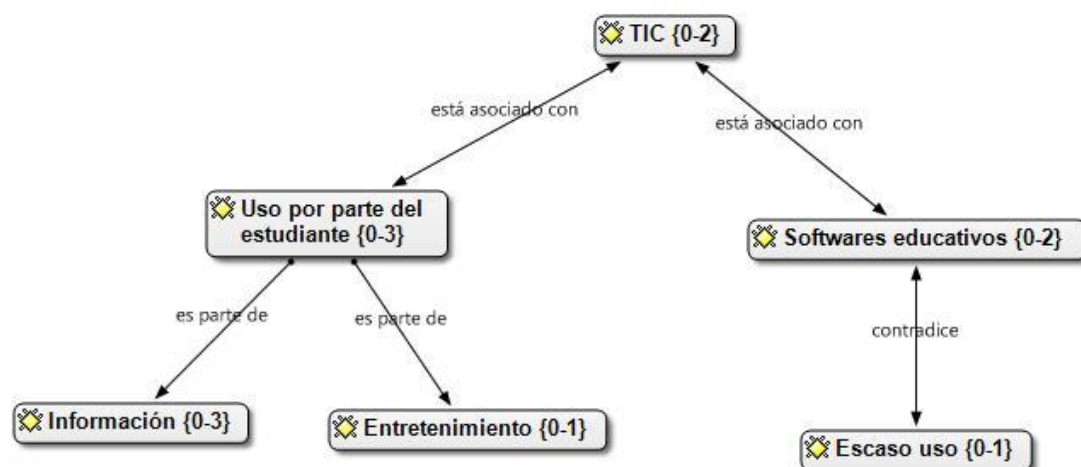 TIC {0-2}
está asociado con
está asociado con
Uso por parte del
estudiante {0-3}
Softwares educativos {0-2}
es parte de
es parte de
contradice
Información {0-3}
Entretenimiento {0-1}
Escaso uso {0-1}